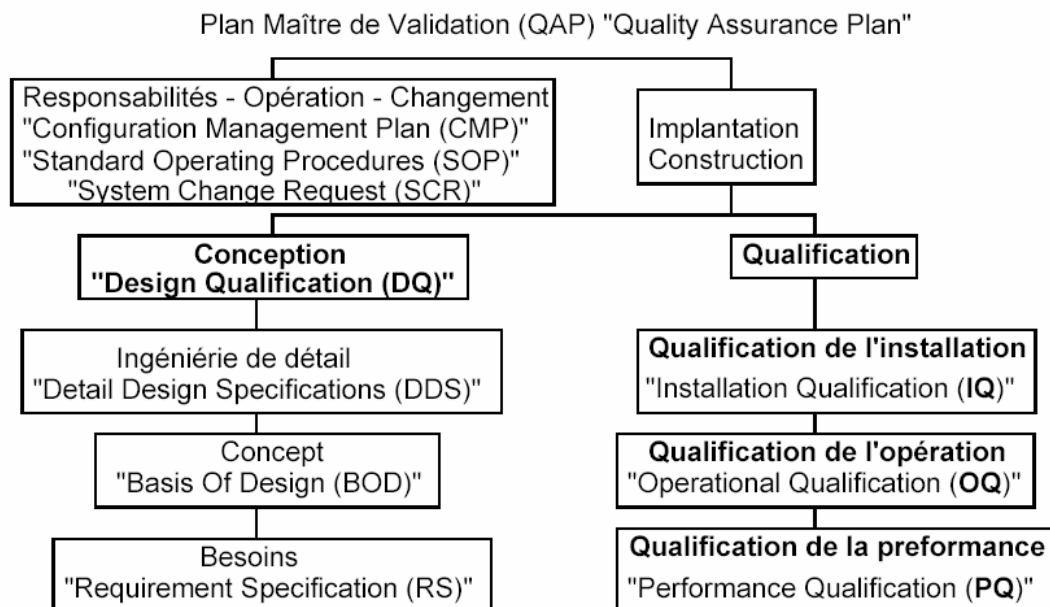 Plan Maître de Validation (QAP) "Quality Assurance Plan"
Responsabilités - Opération - Changement
"Configuration Management Plan (CMP)"
"Standard Operating Procedures (SOP)"
"System Change Request (SCR)"
Implantation
Construction
Conception
"Design Qualification (DQ)"
Qualification
Ingéniérie de détail
"Detail Design Specifications (DDS)"
Qualification de l'installation
"Installation Qualification (IQ)"
Concept
"Basis Of Design (BOD)"
Qualification de l'opération
"Operational Qualification (OQ)"
Besoins
"Requirement Specification (RS)"
Qualification de la preformance
"Performance Qualification (PQ)"